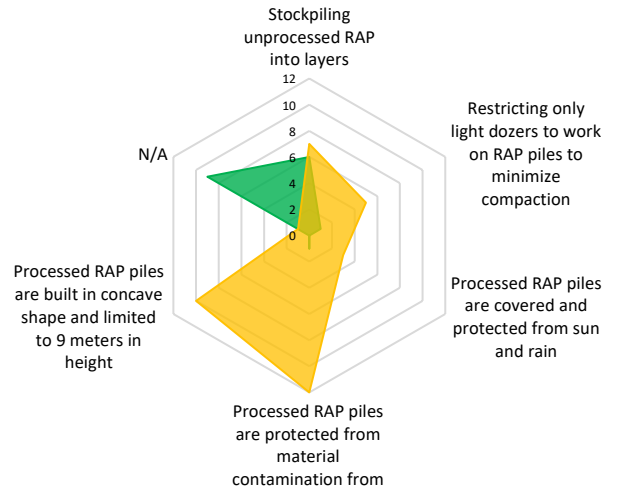 Stockpiling
unprocessed RAP
into layers
12
10
8
6
4
2
0
Restricting only
light dozers to work
on RAP piles to
minimize
compaction
Processed RAP piles
are covered and
protected from sun
and rain
Processed RAP piles
are protected from
material
contamination from
Processed RAP piles
are built in concave
shape and limited
to 9 meters in
height
N/A